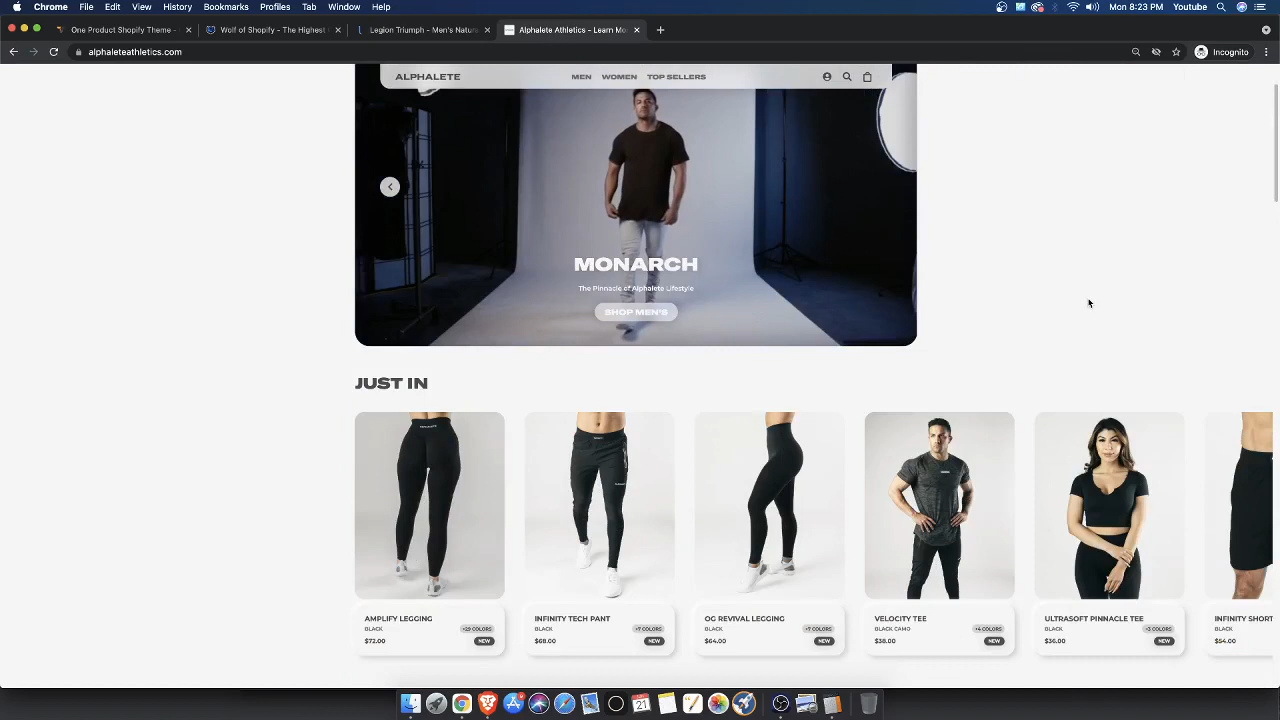 Chrome File Edit View History Bookmarks Profiles Tab Window Help Mon 8:23 PM Youtube
One Product Shopify Theme - Wolf of Shopify - The Highest Legion Triumph - Men's Natur Alphalete Athletics - Learn Mo
alphaleteathletics.com Incognito
ALPHALETE MEN WOMEN TOP SELLERS
MONARCH
The Pinnacle of Alphalete Lifestyle
SHOP MEN'S
JUST IN
AMPLIFY LEGGING INFINITY TECH PANT OG REVIVAL LEGGING VELOCITY TEE ULTRASOFT PINNACLE TEE INFINITY SHORT
BLACK +29 COLORS BLACK +7 COLORS BLACK +7 COLORS BLACK CAMO +4 COLORS BLACK +3 COLORS BLACK
$72.00 NEW $68.00 NEW $64.00 NEW $38.00 NEW $36.00 NEW $54.00
21